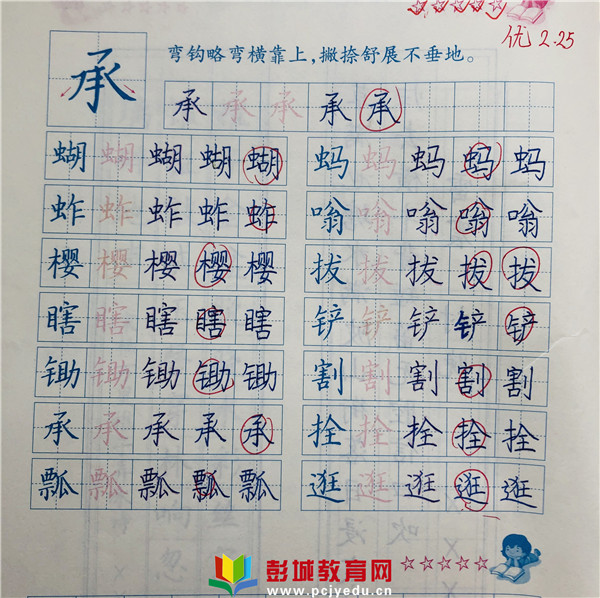 优 2.25
承 弯钩略弯横靠上，撇捺舒展不垂地。
承 承 承 承 承
蝴 蝴 蝴 蝴 蝴 蚂 蚂 蚂 蚂 蚂
蚱 蚱 蚱 蚱 蚱 嗡 嗡 嗡 嗡 嗡
樱 樱 樱 樱 樱 拔 拔 拔 拔 拔
瞎 瞎 瞎 瞎 瞎 铲 铲 铲 铲 铲
锄 锄 锄 锄 锄 割 割 割 割 割
承 承 承 承 承 拴 拴 拴 拴 拴
瓢 瓢 瓢 瓢 瓢 逛 逛 逛 逛 逛
彭城教育网
www.pcjyedu.cn